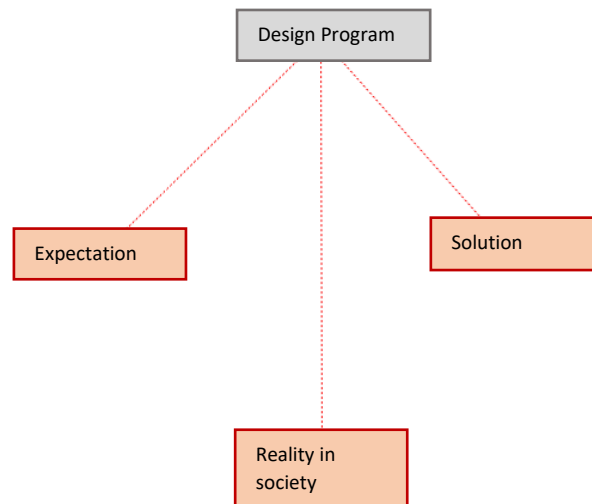 Design Program
Expectation
Solution
Reality in
society